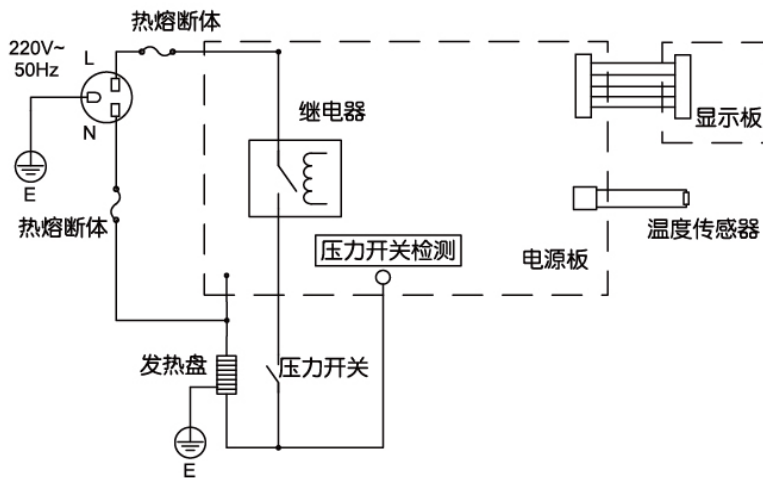 热熔断体
220V~
50Hz
L
N
E
热熔断体
继电器
显示板
温度传感器
压力开关检测
电源板
发热盘
压力开关
E